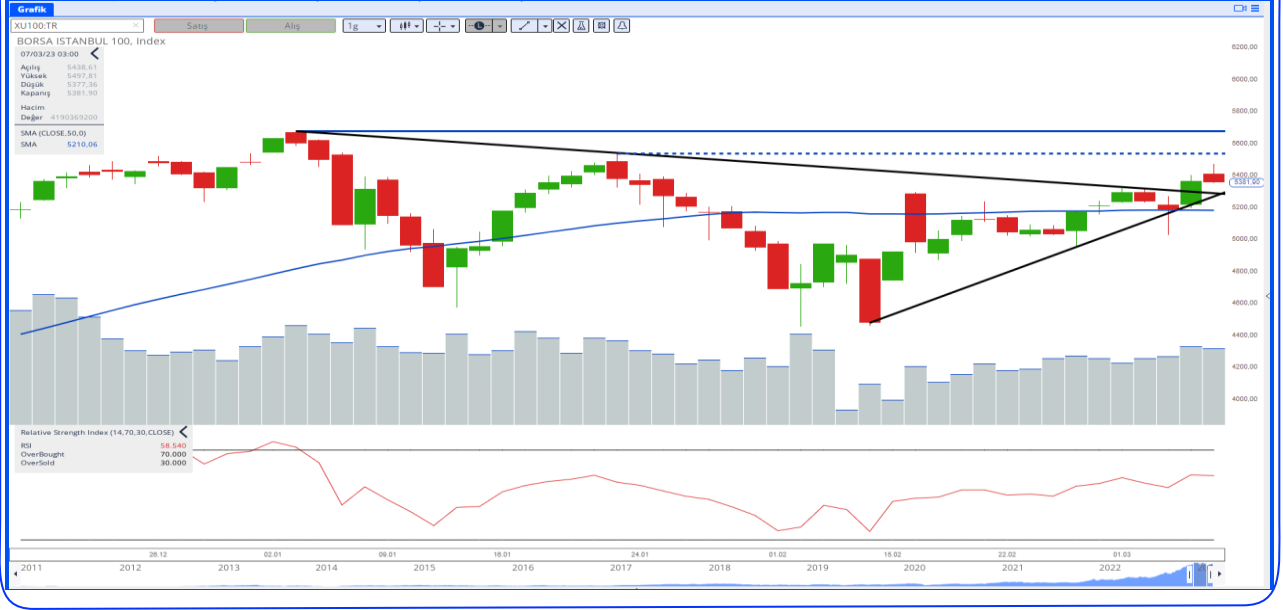 Grafik
XU100:TR
Satış
Alış
1g
BORSA ISTANBUL 100, Index
07/03/23 03:00
Açılış 5438,61
Yüksek 5497,81
Düşük 5377,36
Kapanış 5381,90
Hacim
Değer 4190369200
SMA (CLOSE,50,0)
SMA 5210,06
6200,00
6000,00
5800,00
5600,00
5400,00
5381,90
5200,00
5000,00
4800,00
4600,00
4400,00
4200,00
4000,00
Relative Strength Index (14,70,30,CLOSE)
RSI 58.540
OverBought 70.000
OverSold 30.000
26.12 02.01 09.01 16.01 24.01 01.02 15.02 22.02 01.03
2011 2012 2013 2014 2015 2016 2017 2018 2019 2020 2021 2022